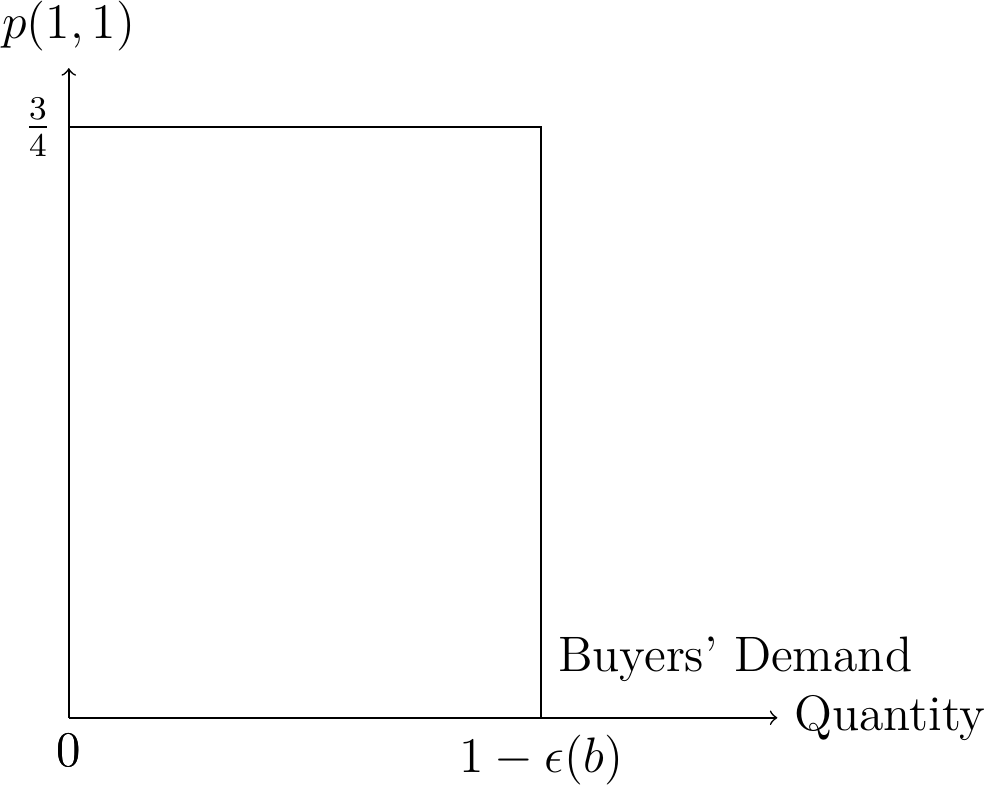 p(1, 1)
3/4
Buyers' Demand
Quantity
0
1 − ϵ(b)